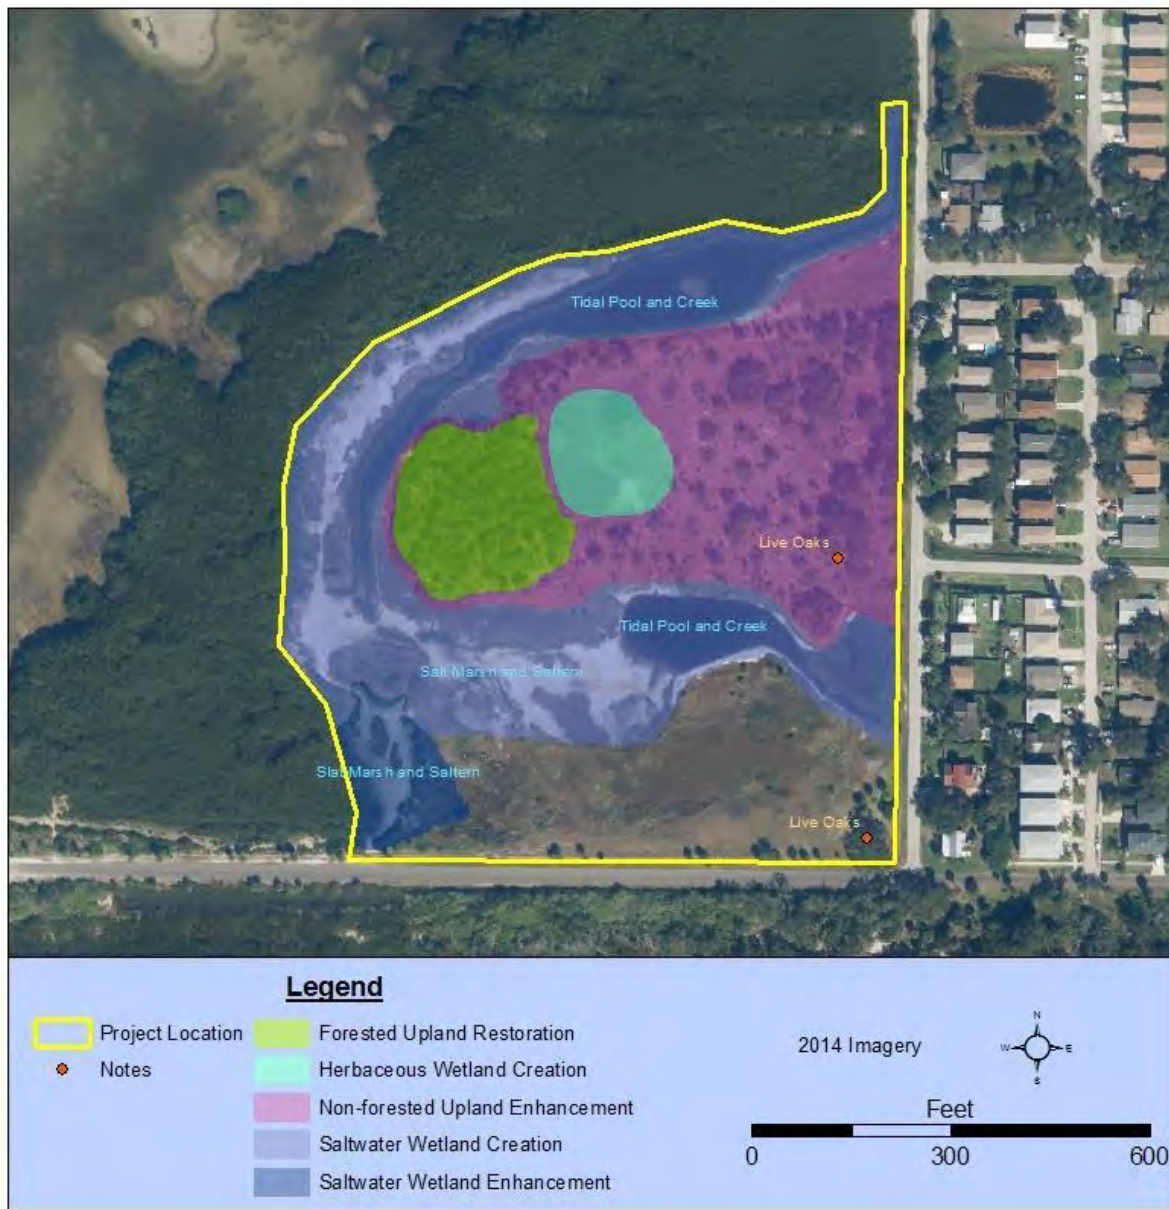 Tidal Pool and Creek
Live Oaks
Tidal Pool and Creek
Salt Marsh and Saltern
Slat Marsh and Saltern
Live Oaks
Legend
Project Location
Notes
Forested Upland Restoration
Herbaceous Wetland Creation
Non-forested Upland Enhancement
Saltwater Wetland Creation
Saltwater Wetland Enhancement
2014 Imagery
N
W E
S
Feet
0 300 600